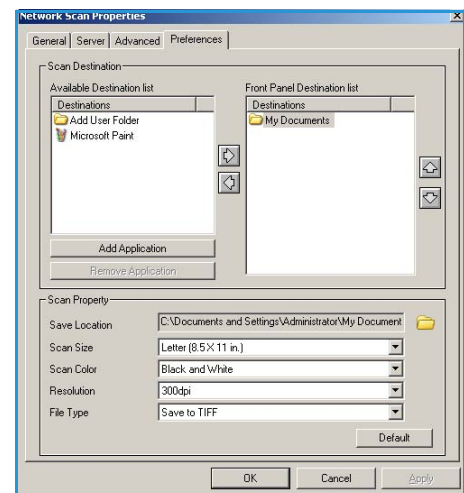 Network Scan Properties
General Server Advanced Preferences
Scan Destination
Available Destination list
Front Panel Destination list
Destinations
Destinations
Add User Folder
My Documents
Microsoft Paint
Add Application
Remove Application
Scan Property
Save Location C:\Documents and Settings\Administrator\My Document
Scan Size Letter (8.5 X 11 in.)
Scan Color Black and White
Resolution 300dpi
File Type Save to TIFF
Default
OK Cancel Apply